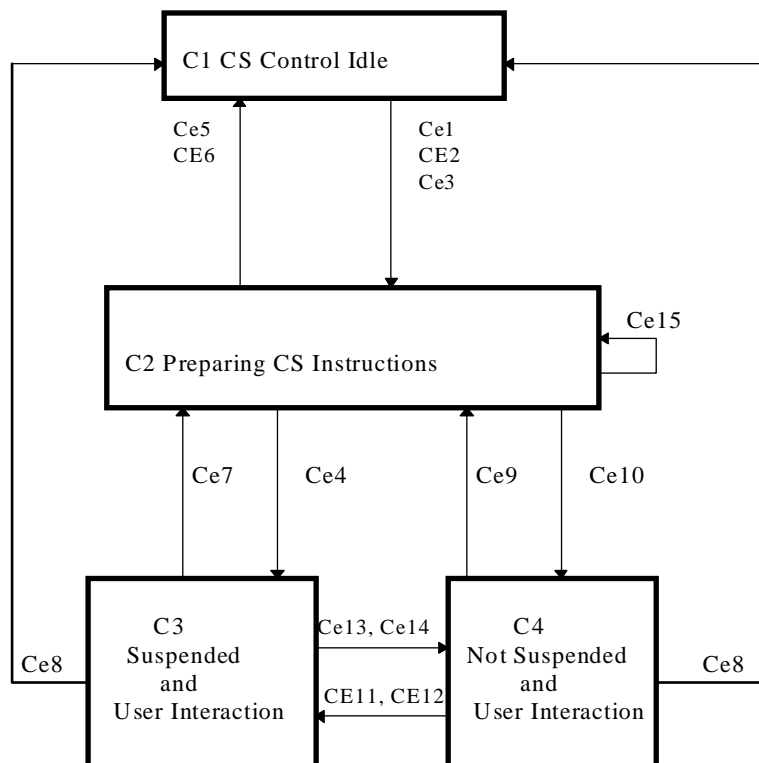 C1 CS Control Idle
Ce5
CE6
Ce1
CE2
Ce3
Ce15
C2 Preparing CS Instructions
Ce7
Ce4
Ce9
Ce10
C3
Suspended
and
User Interaction
Ce13, Ce14
CE11, CE12
C4
Not Suspended
and
User Interaction
Ce8
Ce8